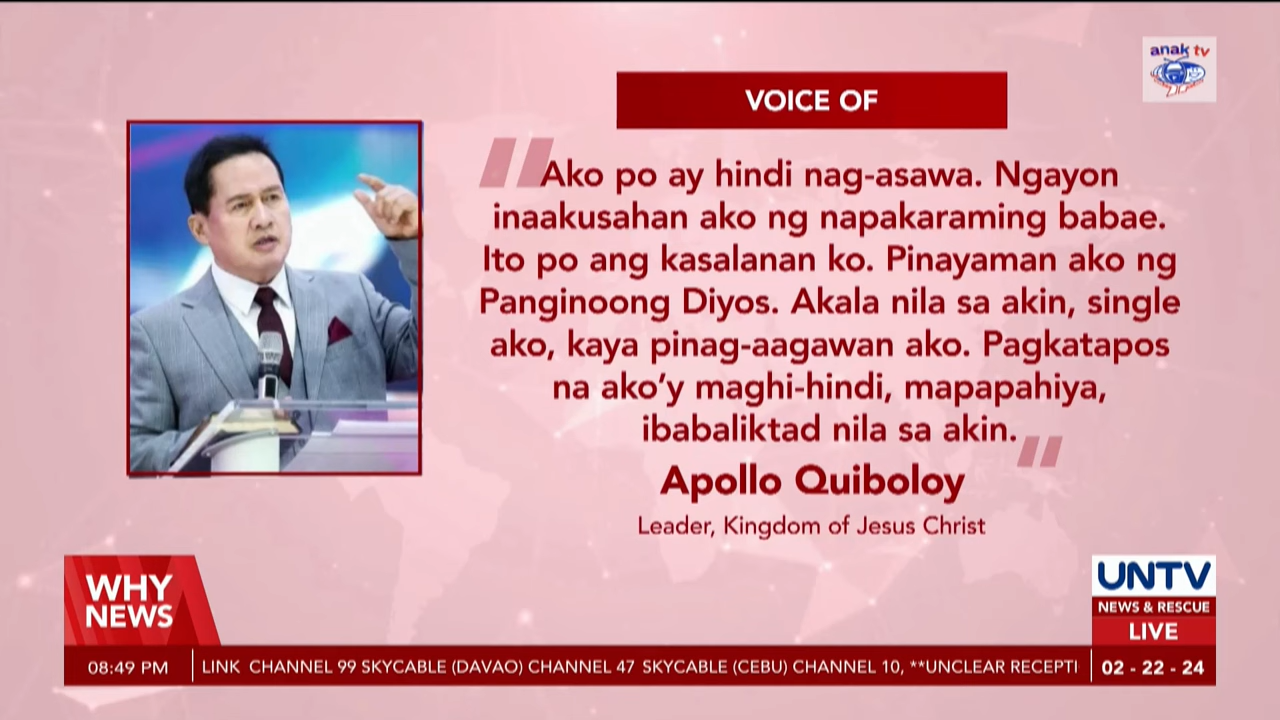 anak tv
VOICE OF
"Ako po ay hindi nag-asawa. Ngayon
inaakusahan ako ng napakaraming babae.
Ito po ang kasalanan ko. Pinayaman ako ng
Panginoong Diyos. Akala nila sa akin, single
ako, kaya pinag-aagawan ako. Pagkatapos
na ako'y maghi-hindi, mapapahiya,
ibabaliktad nila sa akin."
Apollo Quiboloy
Leader, Kingdom of Jesus Christ
WHY
NEWS
UNTV
NEWS & RESCUE
LIVE
08:49 PM
LINK CHANNEL 99 SKYCABLE (DAVAO) CHANNEL 47 SKYCABLE (CEBU) CHANNEL 10, **UNCLEAR RECEPTI
02 - 22 - 24